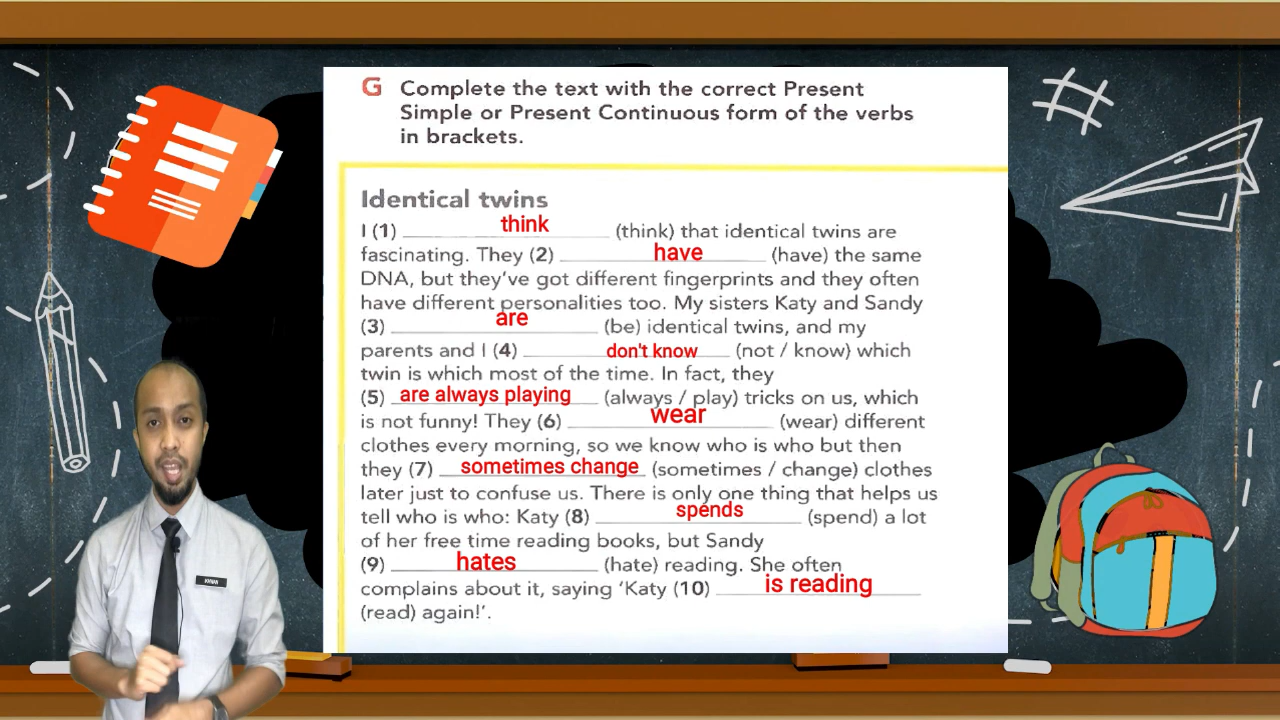 G Complete the text with the correct Present
Simple or Present Continuous form of the verbs
in brackets.
Identical twins
I (1) think (think) that identical twins are
fascinating. They (2) have (have) the same
DNA, but they've got different fingerprints and they often
have different personalities too. My sisters Katy and Sandy
(3) are (be) identical twins, and my
parents and I (4) don't know (not / know) which
twin is which most of the time. In fact, they
(5) are always playing (always / play) tricks on us, which
is not funny! They (6) wear (wear) different
clothes every morning, so we know who is who but then
they (7) sometimes change (sometimes / change) clothes
later just to confuse us. There is only one thing that helps us
tell who is who: Katy (8) spends (spend) a lot
of her free time reading books, but Sandy
(9) hates (hate) reading. She often
complains about it, saying 'Katy (10) is reading
(read) again!'.